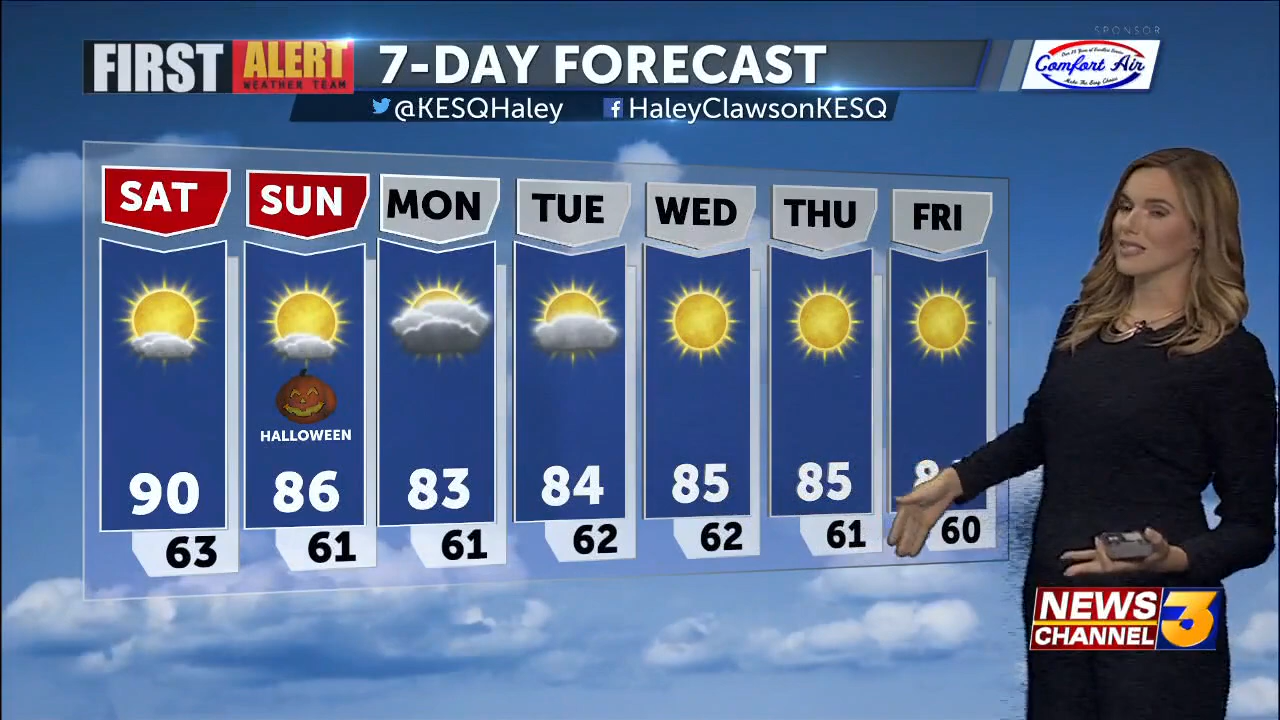 SPONSOR
FIRST ALERT
WEATHER TEAM
7-DAY FORECAST
Comfort Air
@KESQHaley HaleyClawsonKESQ
SAT SUN MON TUE WED THU FRI
HALLOWEEN
90 86 83 84 85 85
63 61 61 62 62 61 60
NEWS
CHANNEL
3